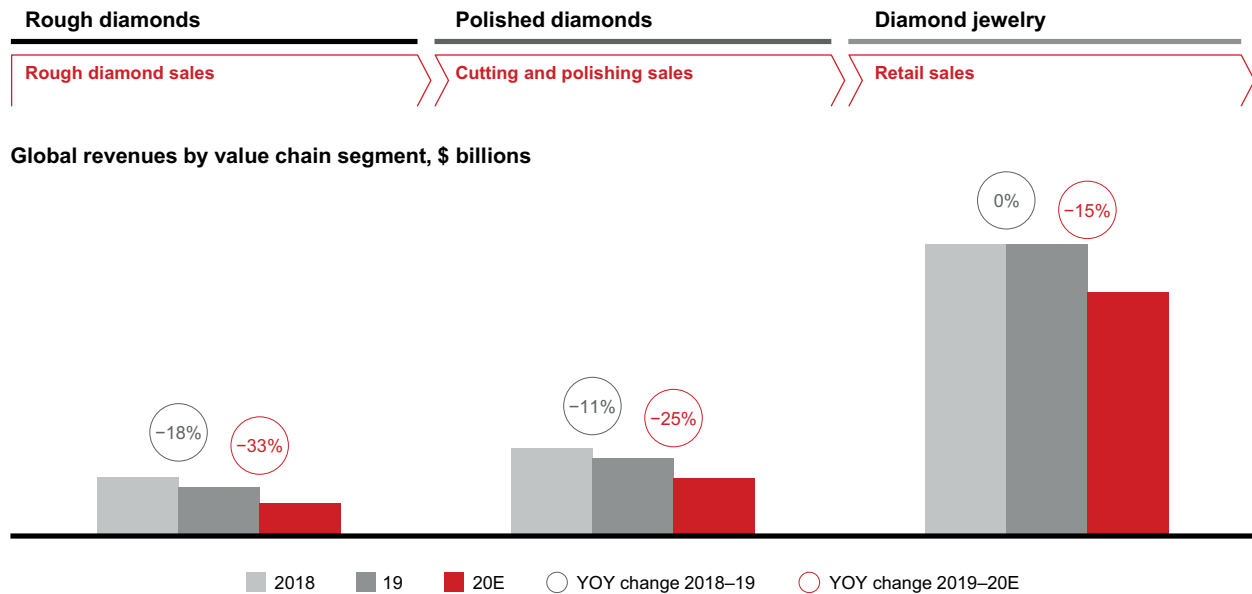 Rough diamonds
Polished diamonds
Diamond jewelry
Rough diamond sales
Cutting and polishing sales
Retail sales
Global revenues by value chain segment, $ billions
−18%
−33%
−11%
−25%
0%
−15%
2018
19
20E
YOY change 2018–19
YOY change 2019–20E